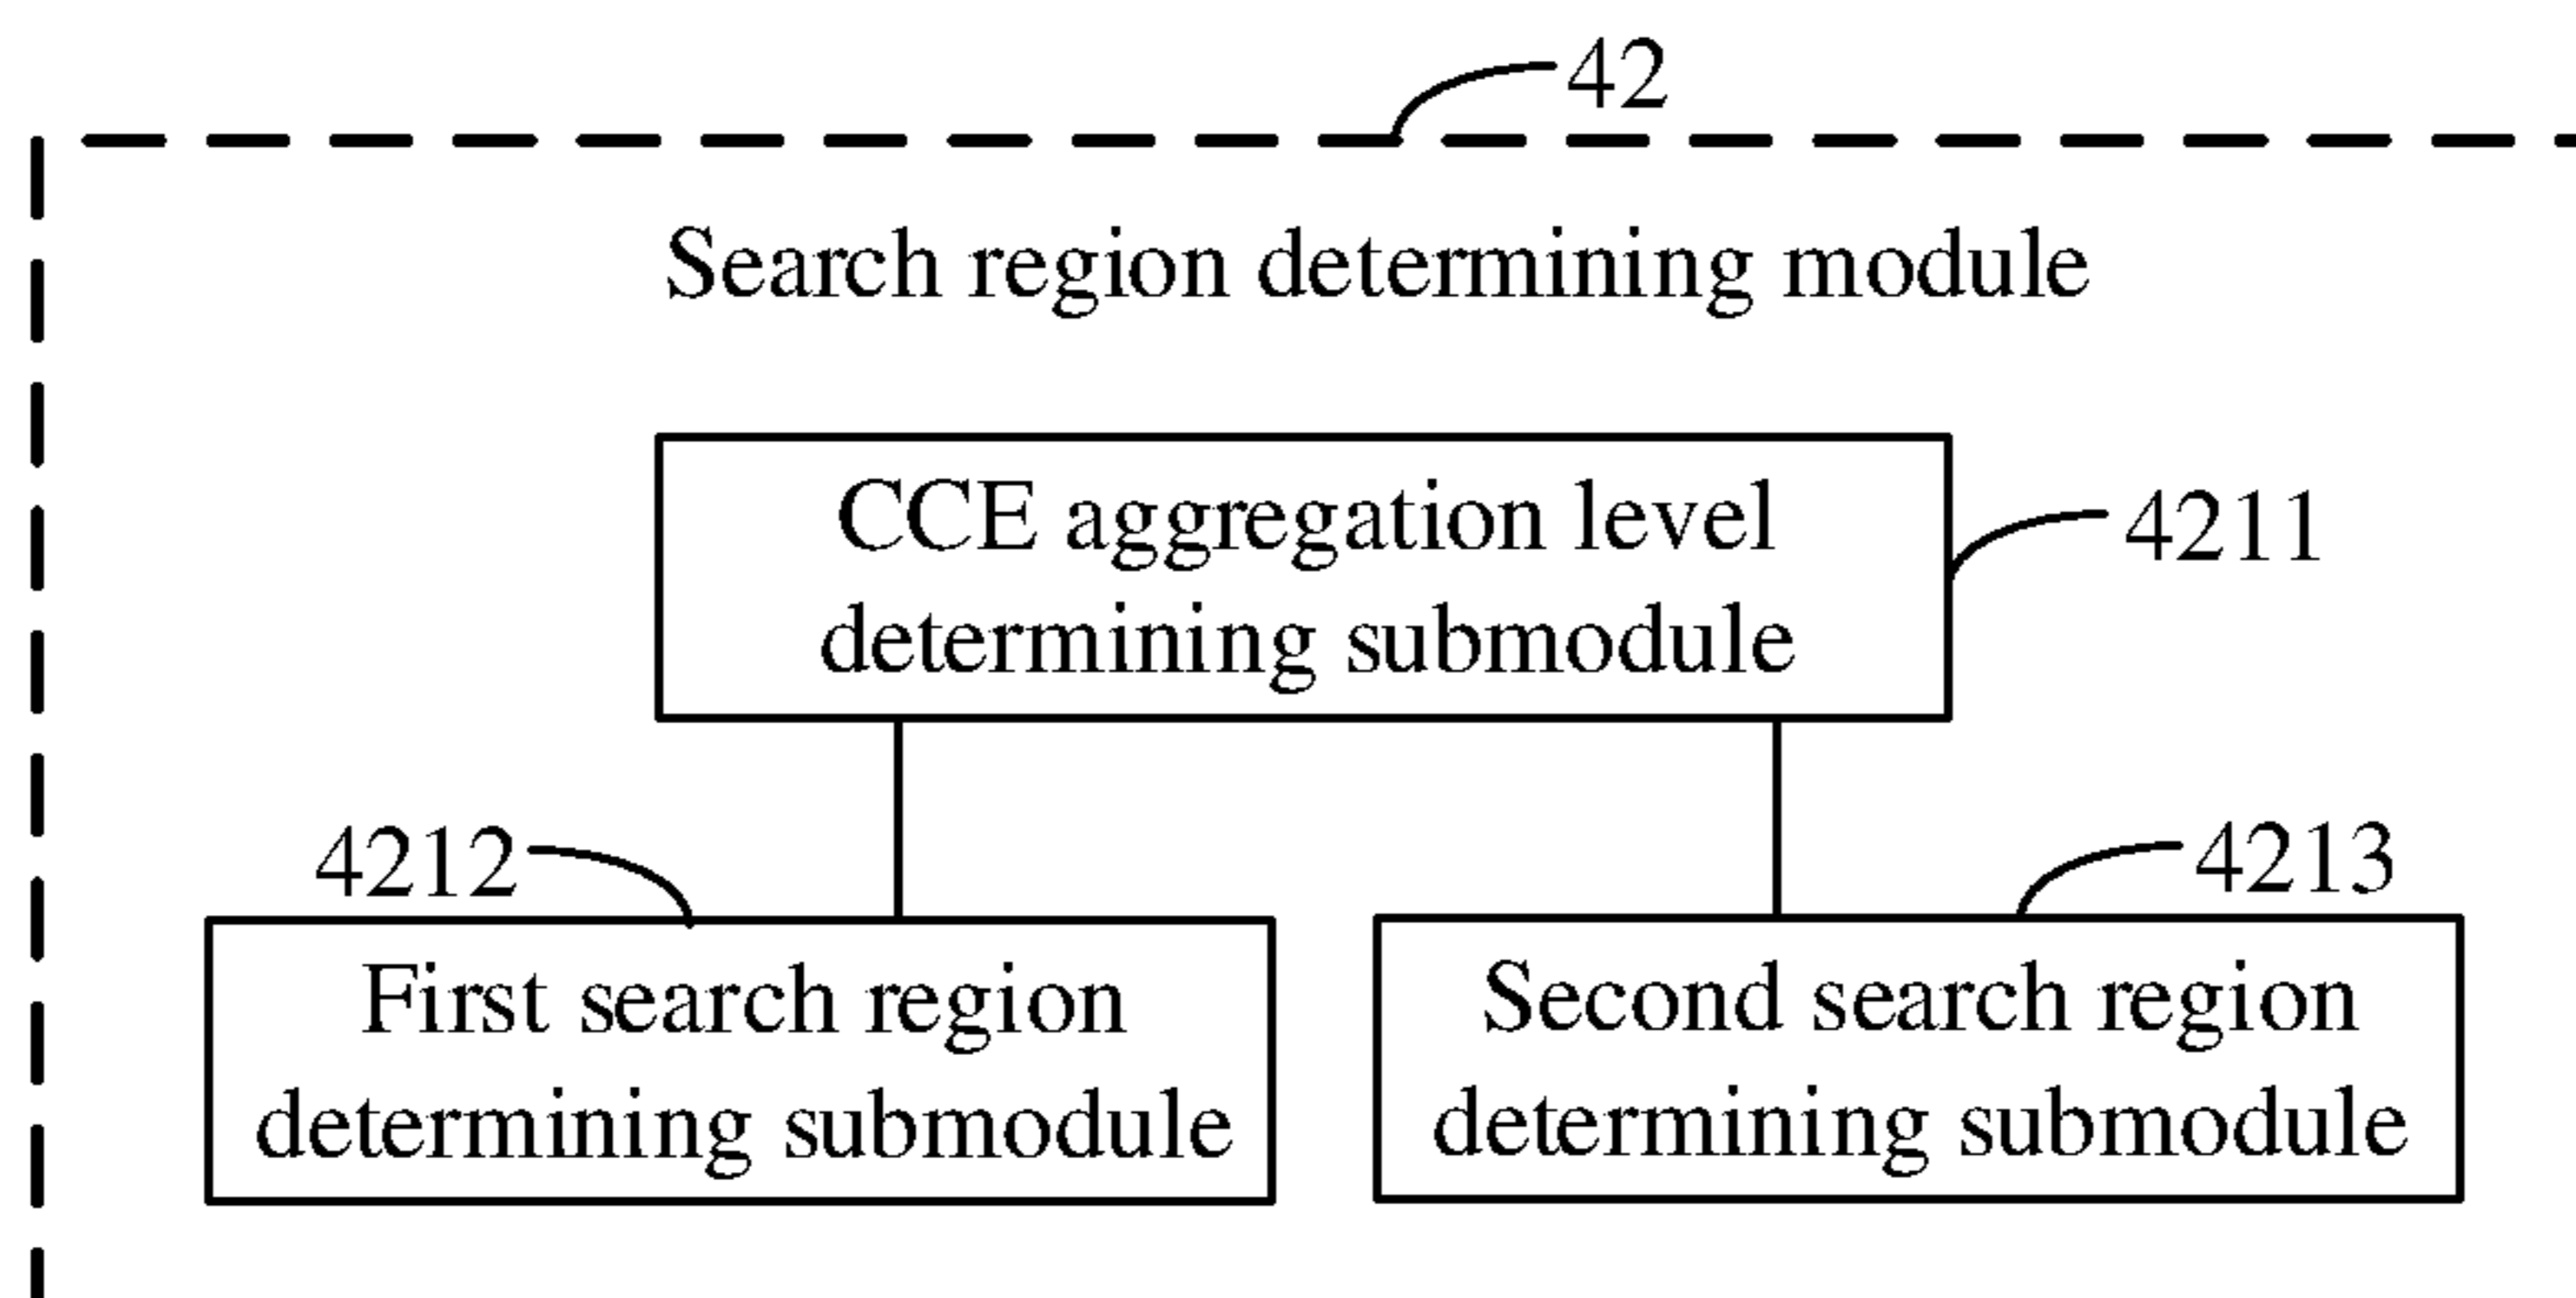 42
Search region determining module
CCE aggregation level
determining submodule
4211
4212
4213
First search region
determining submodule
Second search region
determining submodule